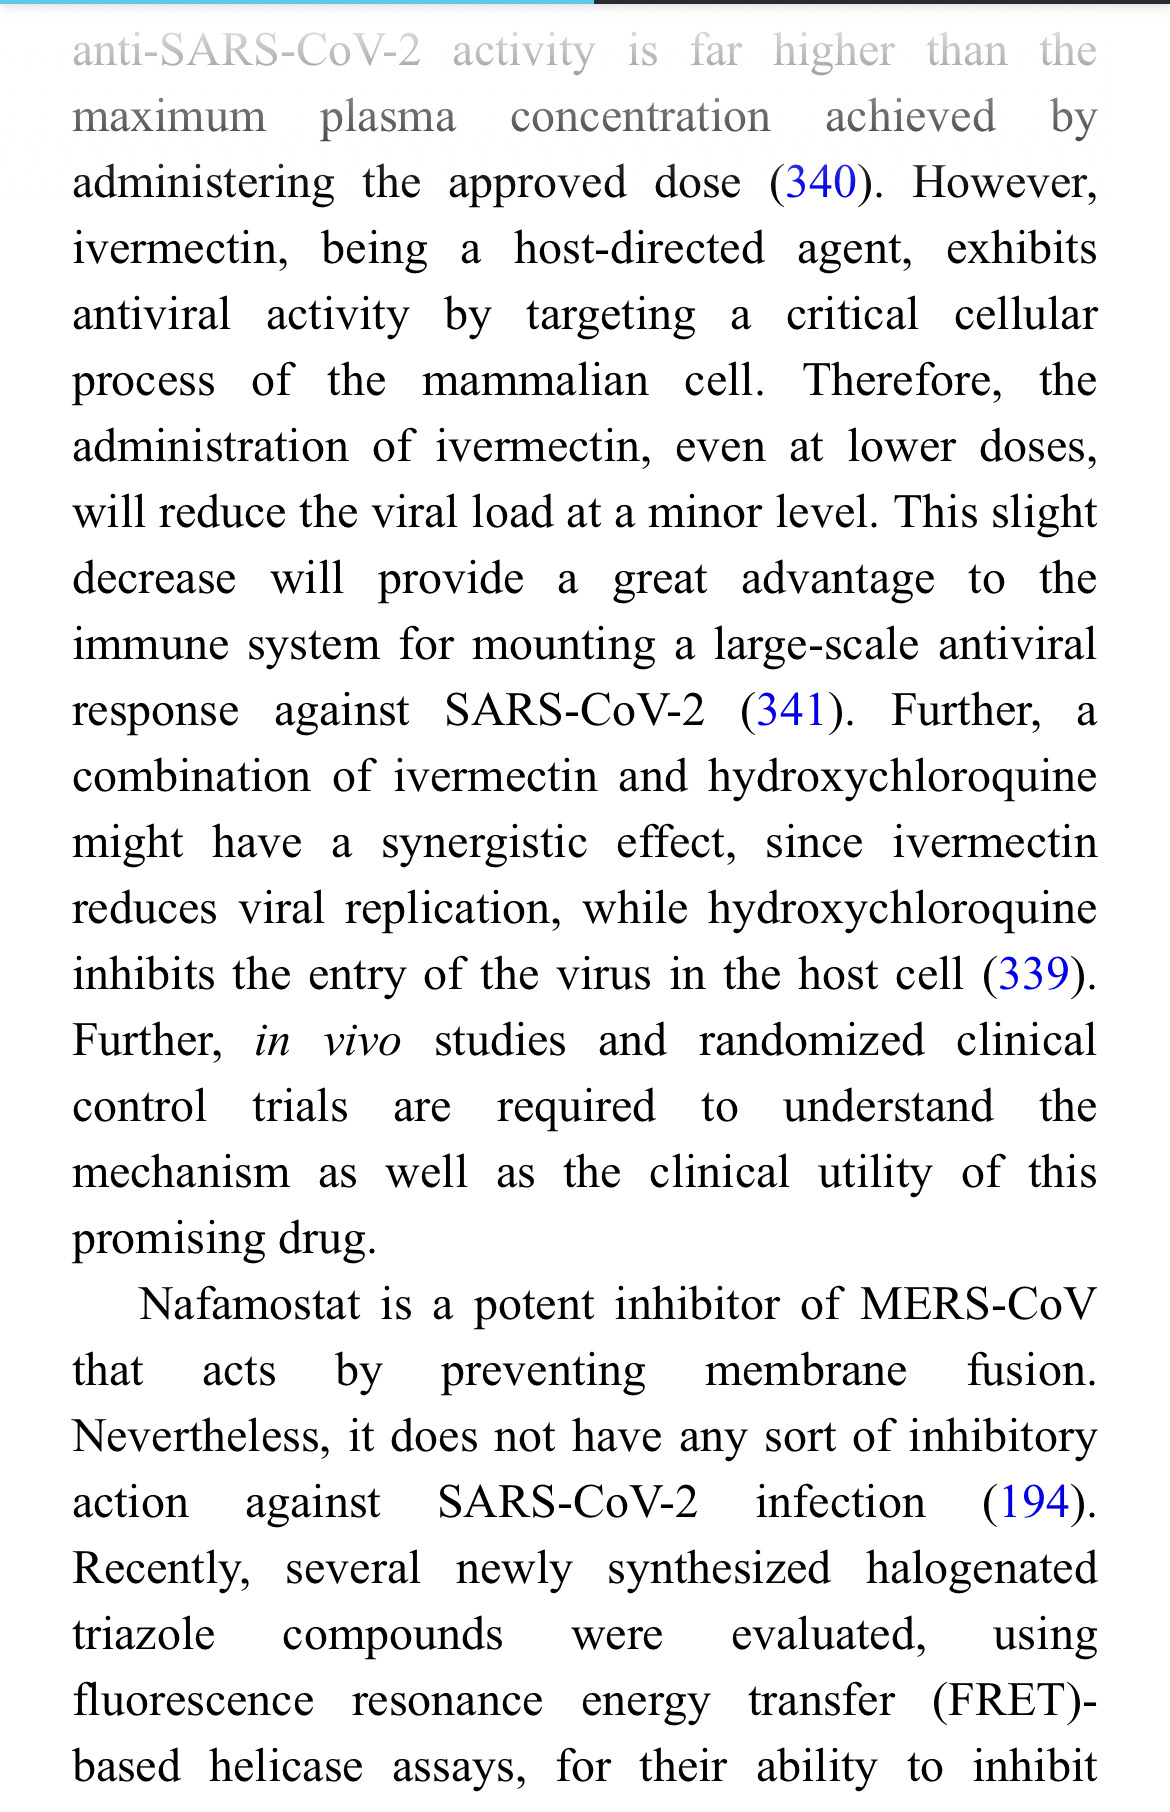 anti-SARS-CoV-2 activity is far higher than the
maximum plasma concentration achieved by
administering the approved dose (340). However,
ivermectin, being a host-directed agent, exhibits
antiviral activity by targeting a critical cellular
process of the mammalian cell. Therefore, the
administration of ivermectin, even at lower doses,
will reduce the viral load at a minor level. This slight
decrease will provide a great advantage to the
immune system for mounting a large-scale antiviral
response against SARS-CoV-2 (341). Further, a
combination of ivermectin and hydroxychloroquine
might have a synergistic effect, since ivermectin
reduces viral replication, while hydroxychloroquine
inhibits the entry of the virus in the host cell (339).
Further, in vivo studies and randomized clinical
control trials are required to understand the
mechanism as well as the clinical utility of this
promising drug.
Nafamostat is a potent inhibitor of MERS-CoV
that acts by preventing membrane fusion.
Nevertheless, it does not have any sort of inhibitory
action against SARS-CoV-2 infection (194).
Recently, several newly synthesized halogenated
triazole compounds were evaluated, using
fluorescence resonance energy transfer (FRET)-
based helicase assays, for their ability to inhibit